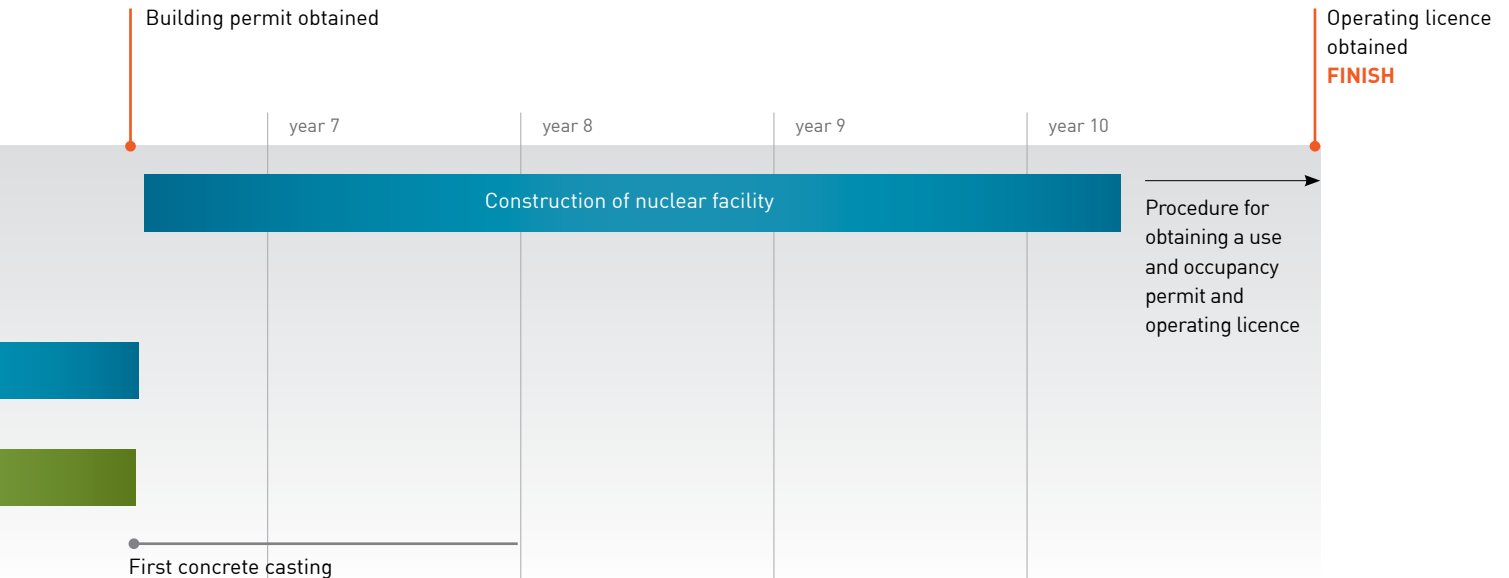 Building permit obtained
Operating licence
obtained
FINISH
year 7
year 8
year 9
year 10
Construction of nuclear facility
Procedure for
obtaining a use
and occupancy
permit and
operating licence
First concrete casting